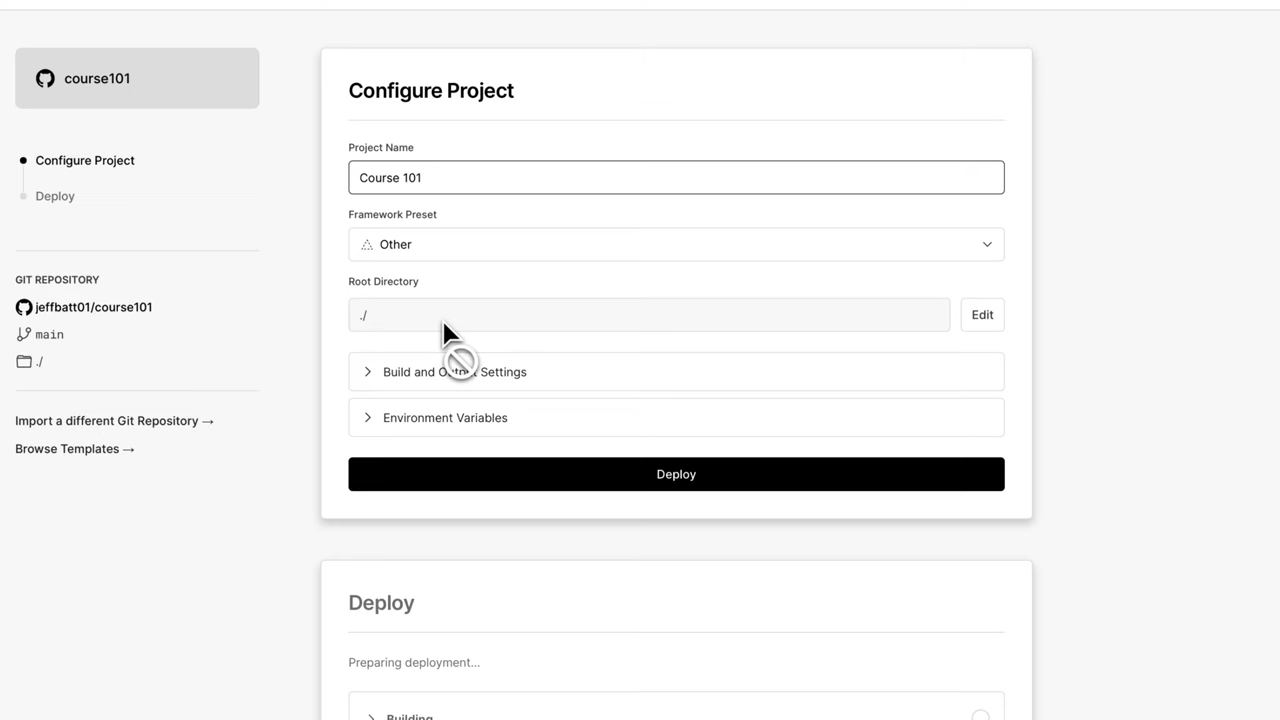 course101
Configure Project
Deploy
GIT REPOSITORY
jeffbatt01/course101
main
./
Import a different Git Repository →
Browse Templates →
Configure Project
Project Name
Course 101
Framework Preset
Other
Root Directory
./
Edit
Build and Output Settings
Environment Variables
Deploy
Deploy
Preparing deployment...
Building